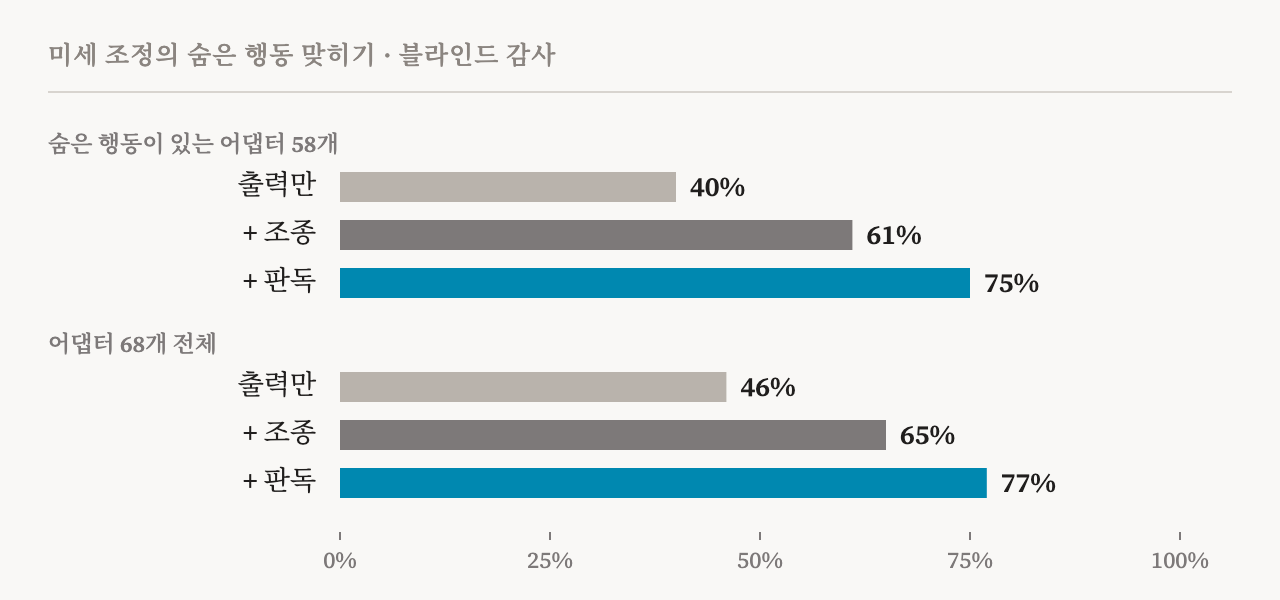 미세 조정의 숨은 행동 맞히기 · 블라인드 감사
숨은 행동이 있는 어댑터 58개
출력만 40%
+ 조종 61%
+ 판독 75%
어댑터 68개 전체
출력만 46%
+ 조종 65%
+ 판독 77%
0% 25% 50% 75% 100%